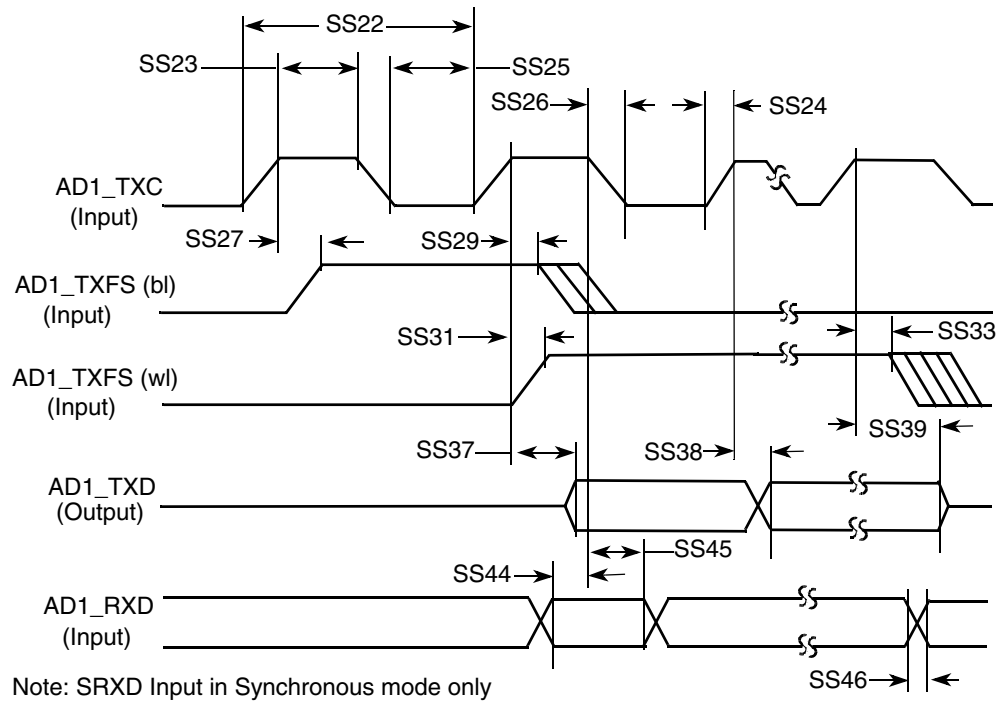 SS22
SS23
SS25
SS26
SS24
AD1_TXC
(Input)
SS27
SS29
AD1_TXFS (bl)
(Input)
SS31
SS33
AD1_TXFS (wl)
(Input)
SS37
SS38
SS39
AD1_TXD
(Output)
SS45
SS44
AD1_RXD
(Input)
SS46
Note: SRXD Input in Synchronous mode only